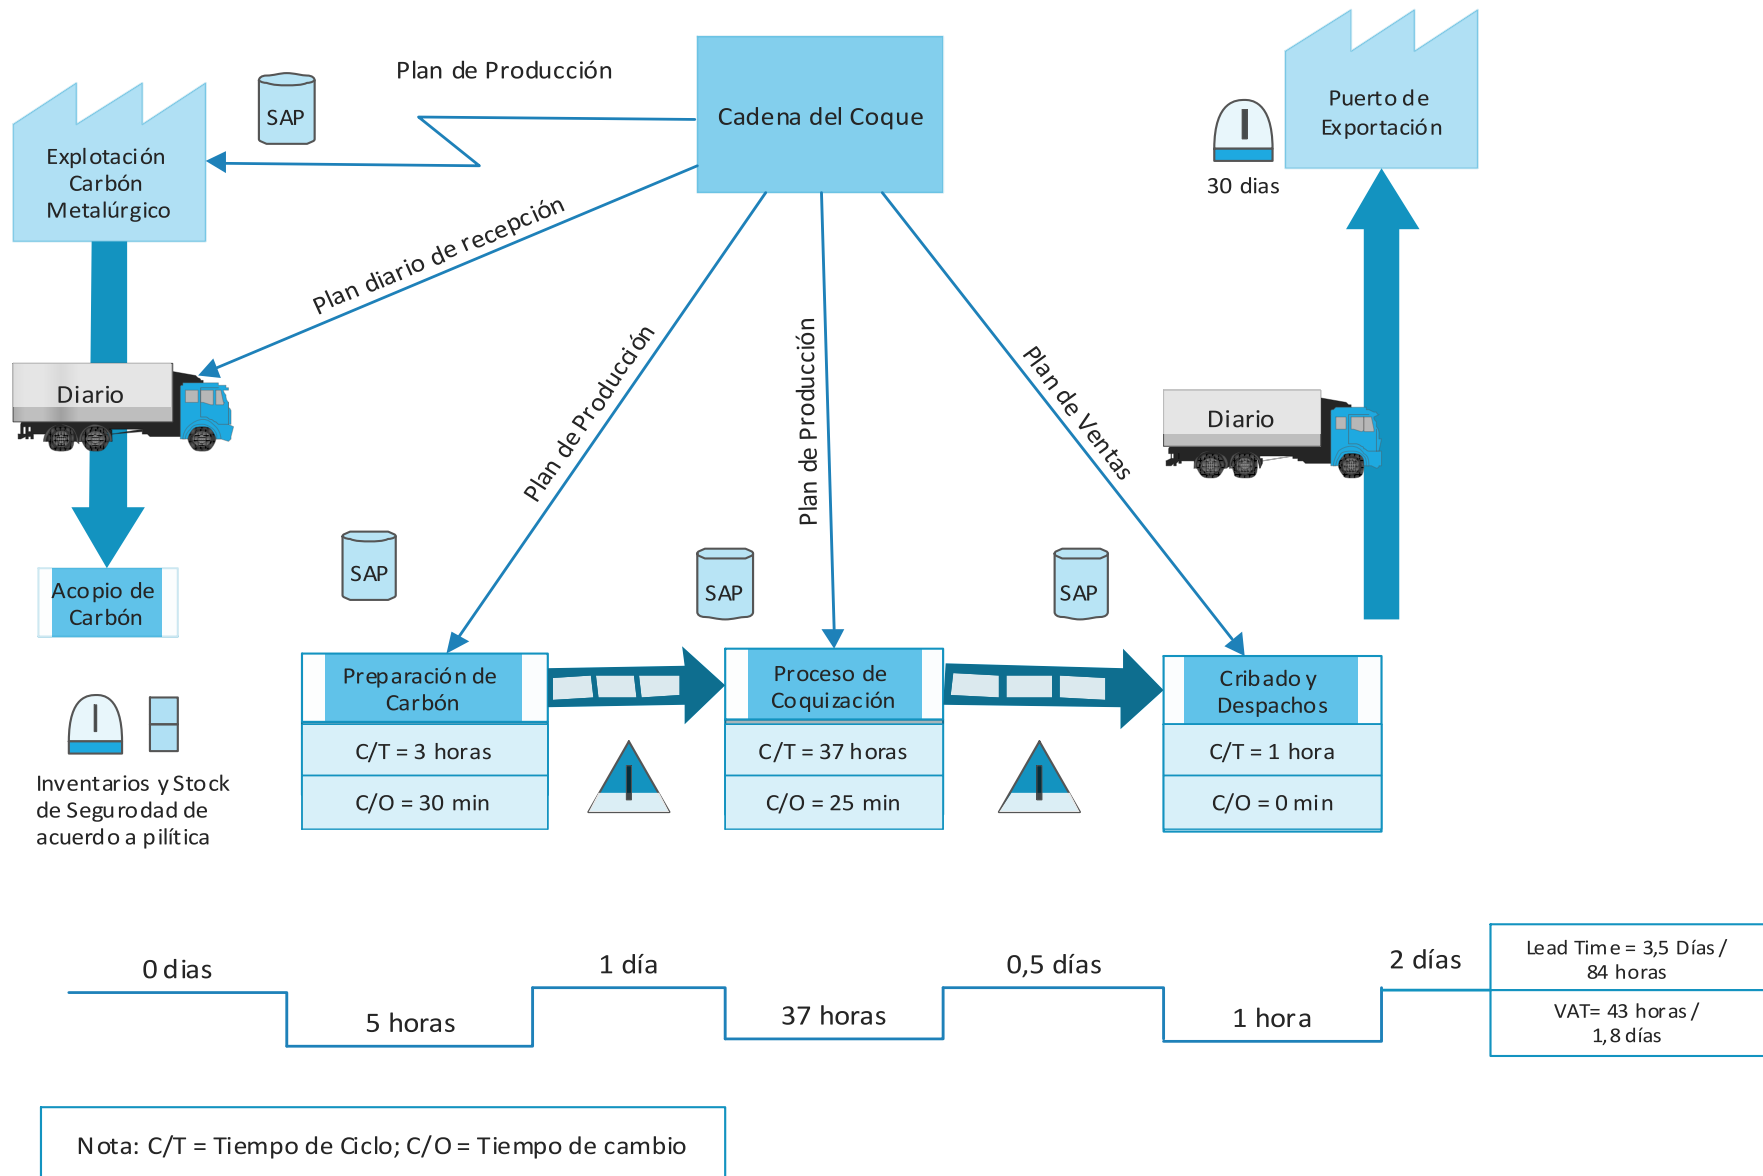 Plan de Producción
SAP
Explotación
Carbón
Metalúrgico
Cadena del Coque
Puerto de
Exportación
30 dias
Plan diario de recepción
Plan de Producción
Plan de Producción
Plan de Ventas
Diario
Diario
Acopio de
Carbón
SAP
SAP
SAP
Inventarios y Stock
de Segurodad de
acuerdo a pilítica
Preparación de
Carbón
C/T = 3 horas
C/O = 30 min
Proceso de
Coquización
C/T = 37 horas
C/O = 25 min
Cribado y
Despachos
C/T = 1 hora
C/O = 0 min
0 dias
5 horas
1 día
37 horas
0,5 días
1 hora
2 días
Lead Time = 3,5 Días /
84 horas
VAT= 43 horas /
1,8 días
Nota: C/T = Tiempo de Ciclo; C/O = Tiempo de cambio